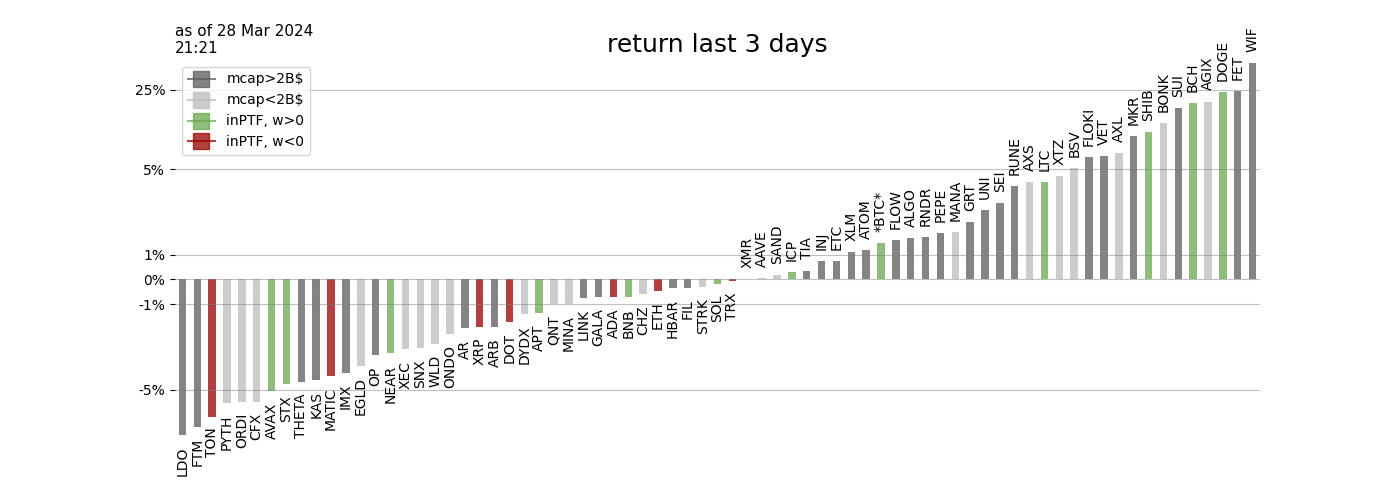 as of 28 Mar 2024
21:21
return last 3 days
mcap>2B$
mcap<2B$
inPTF, w>0
inPTF, w<0
25%
5%
1%
0%
-1%
-5%
LDO
FTM
TON
PYTH
ORDI
CFX
AVAX
STX
THETA
KAS
MATIC
IMX
EGLD
OP
NEAR
XEC
SNX
WLD
ONDO
AR
XRP
ARB
DOT
DYDX
APT
QNT
MINA
LINK
GALA
ADA
BNB
CHZ
ETH
HBAR
FIL
STRK
SOL
TRX
XMR
AAVE
SAND
ICP
TIA
INJ
ETC
XLM
ATOM
*BTC*
FLOW
ALGO
RNDR
PEPE
MANA
GRT
UNI
SEI
RUNE
AXS
LTC
XTZ
BSV
FLOKI
VET
AXL
MKR
SHIB
BONK
SUI
BCH
AGIX
DOGE
FET
WIF